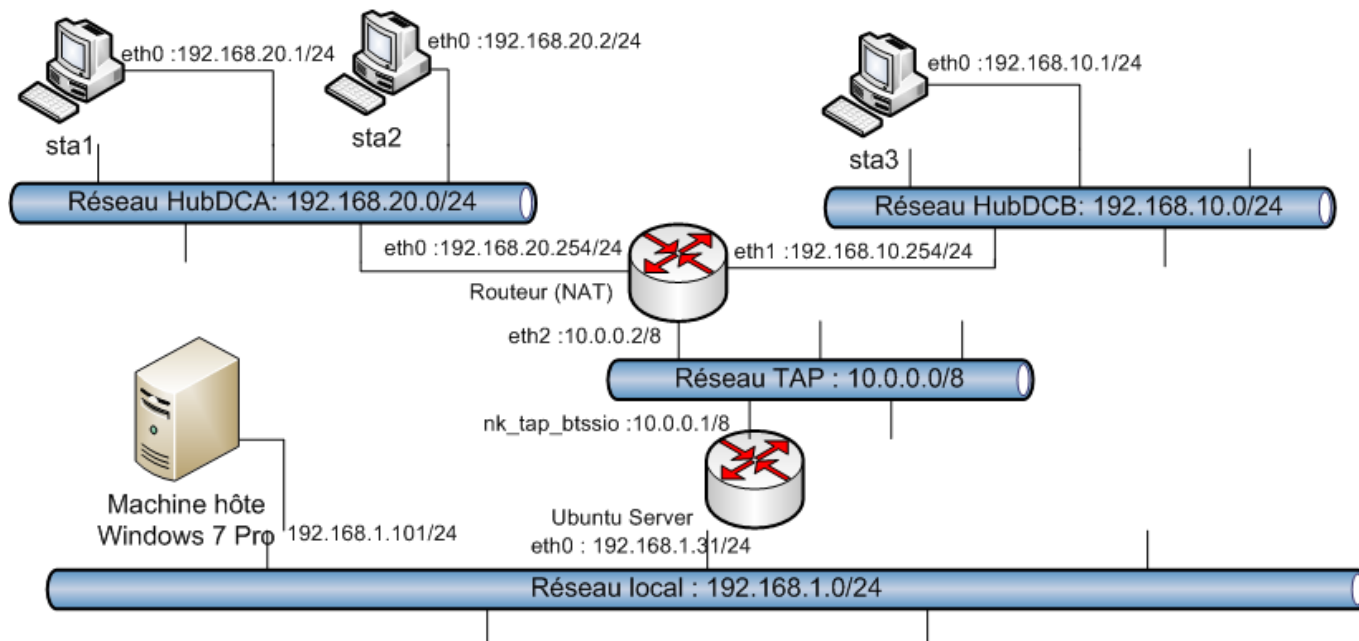 eth0 :192.168.20.1/24
sta1
eth0 :192.168.20.2/24
sta2
eth0 :192.168.10.1/24
sta3
Réseau HubDCA: 192.168.20.0/24
Réseau HubDCB: 192.168.10.0/24
eth0 :192.168.20.254/24
eth1 :192.168.10.254/24
Routeur (NAT)
eth2 :10.0.0.2/8
Réseau TAP : 10.0.0.0/8
nk_tap_btssio :10.0.0.1/8
Machine hôte
Windows 7 Pro
192.168.1.101/24
Ubuntu Server
eth0 : 192.168.1.31/24
Réseau local : 192.168.1.0/24